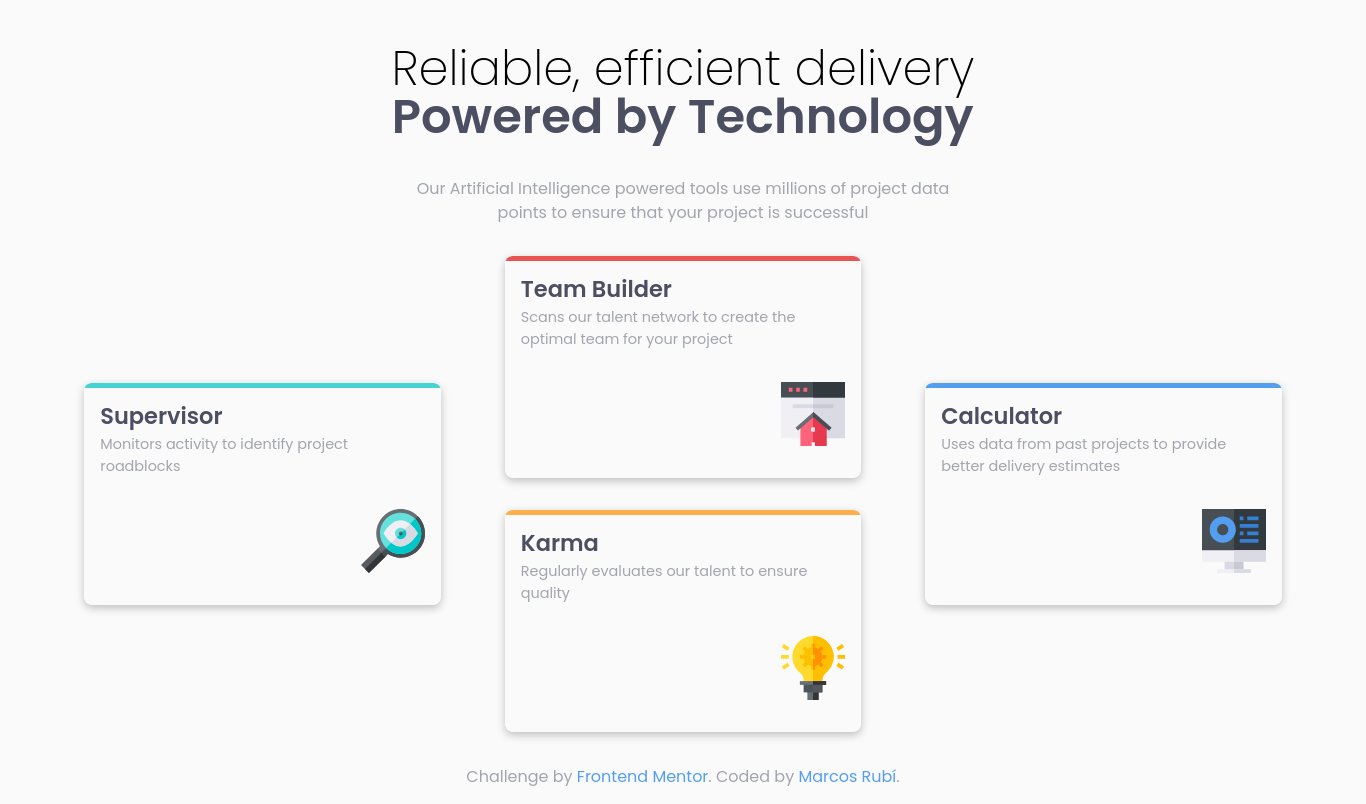 Reliable, efficient delivery
Powered by Technology
Our Artificial Intelligence powered tools use millions of project data
points to ensure that your project is successful
Supervisor
Monitors activity to identify project
roadblocks
Team Builder
Scans our talent network to create the
optimal team for your project
Karma
Regularly evaluates our talent to ensure
quality
Calculator
Uses data from past projects to provide
better delivery estimates
Challenge by Frontend Mentor. Coded by Marcos Rubí.